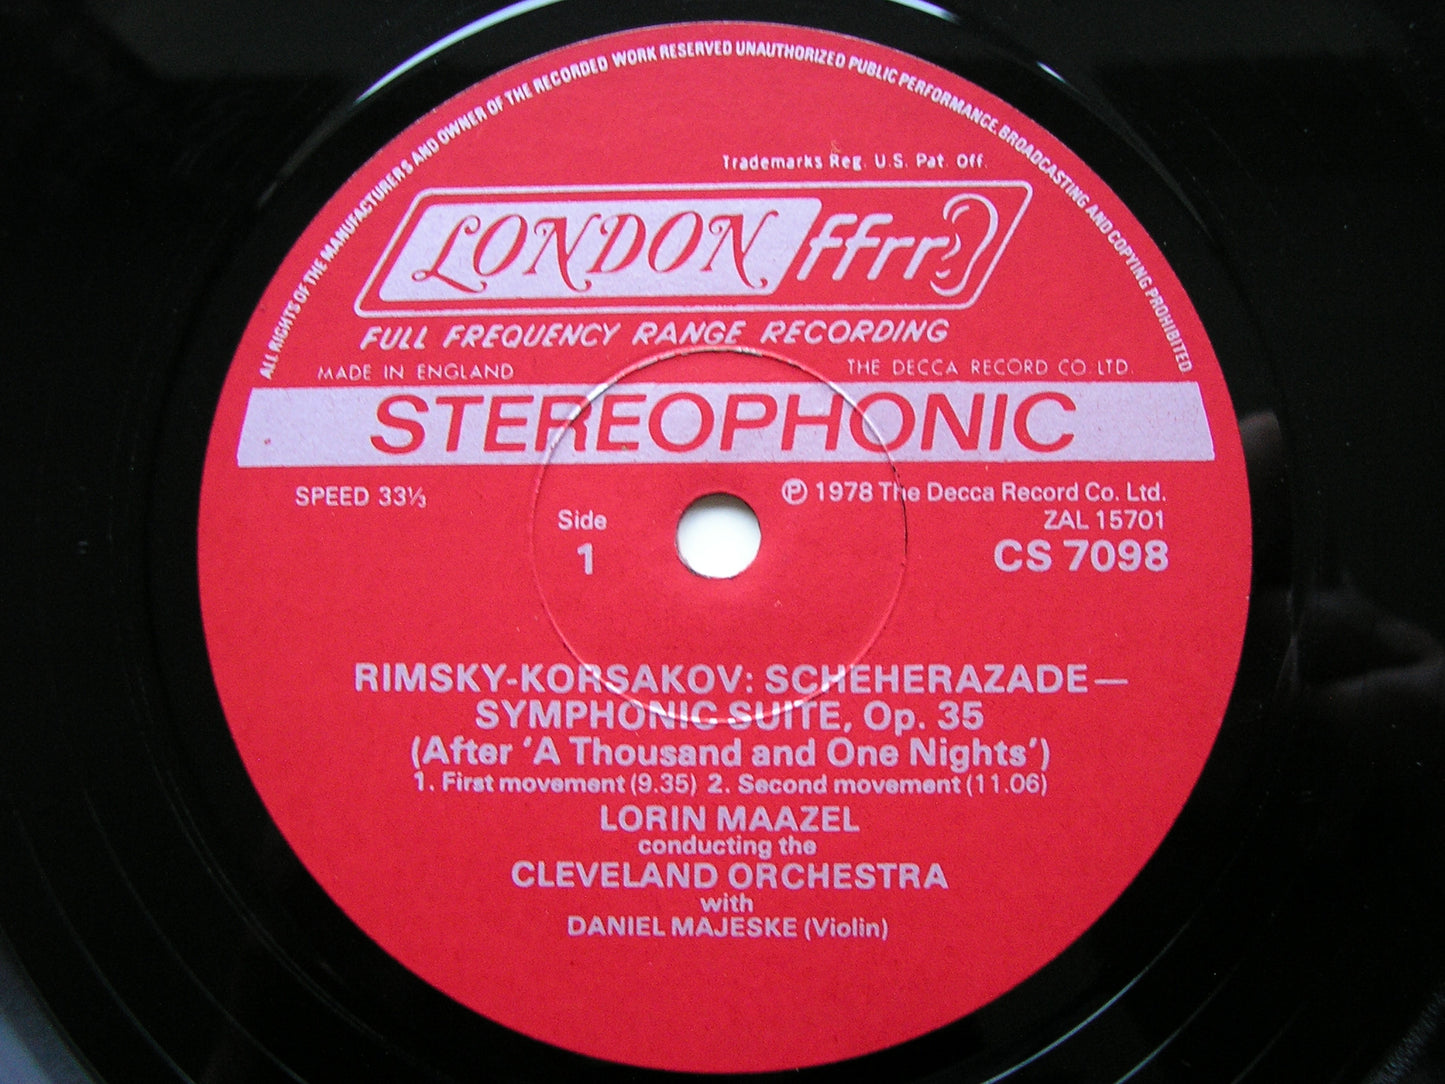 ALL RIGHTS OF THE MANUFACTURERS AND OWNER OF THE RECORDED WORK RESERVED UNAUTHORIZED PUBLIC PERFORMANCE, BROADCASTING AND COPYING PROHIBITED
Trademarks Reg. U.S. Pat. Off.
LONDON ffrr
FULL FREQUENCY RANGE RECORDING
MADE IN ENGLAND THE DECCA RECORD CO LTD.
STEREOPHONIC
SPEED 33⅓ ℗ 1978 The Decca Record Co. Ltd.
Side ZAL 15701
1 CS 7098
RIMSKY-KORSAKOV: SCHEHERAZADE—
SYMPHONIC SUITE, Op. 35
(After 'A Thousand and One Nights')
1. First movement (9.35) 2. Second movement (11.06)
LORIN MAAZEL
conducting the
CLEVELAND ORCHESTRA
with
DANIEL MAJESKE (Violin)